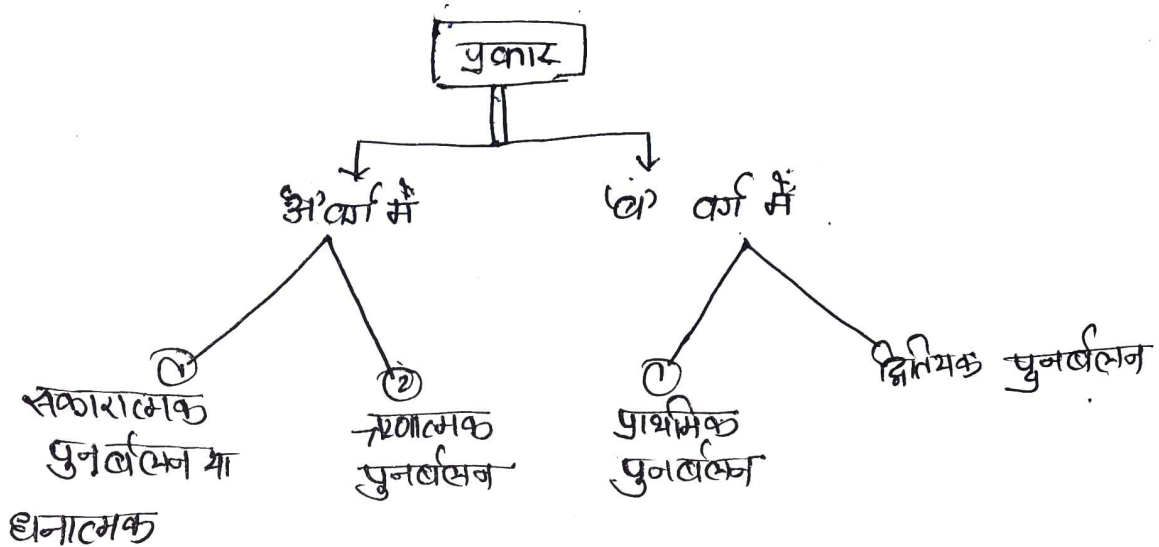 प्रकार
'अ' वर्ग में
'ब' वर्ग में
1
सकारात्मक
पुनर्बलन या
धनात्मक
2
ऋणात्मक
पुनर्बलन
1
प्राथमिक
पुनर्बलन
द्वितियक पुनर्बलन